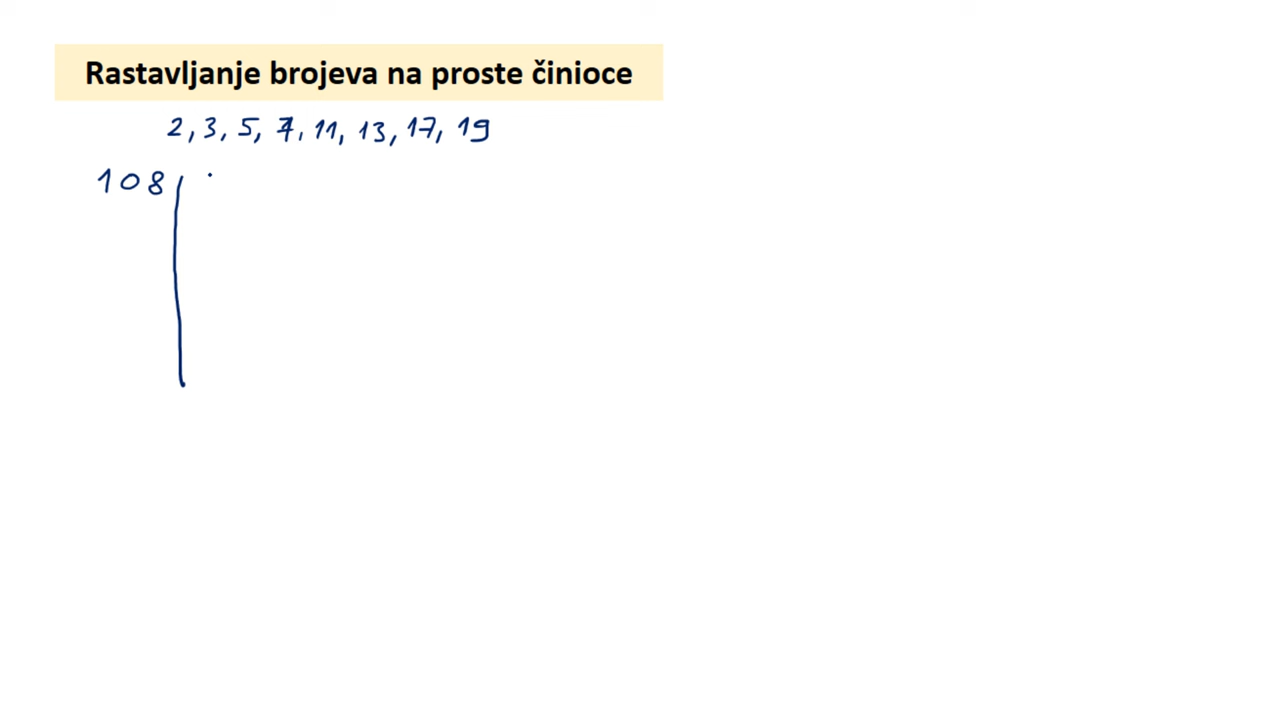 Rastavljanje brojeva na proste činioce
2, 3, 5, 7, 11, 13, 17, 19
108